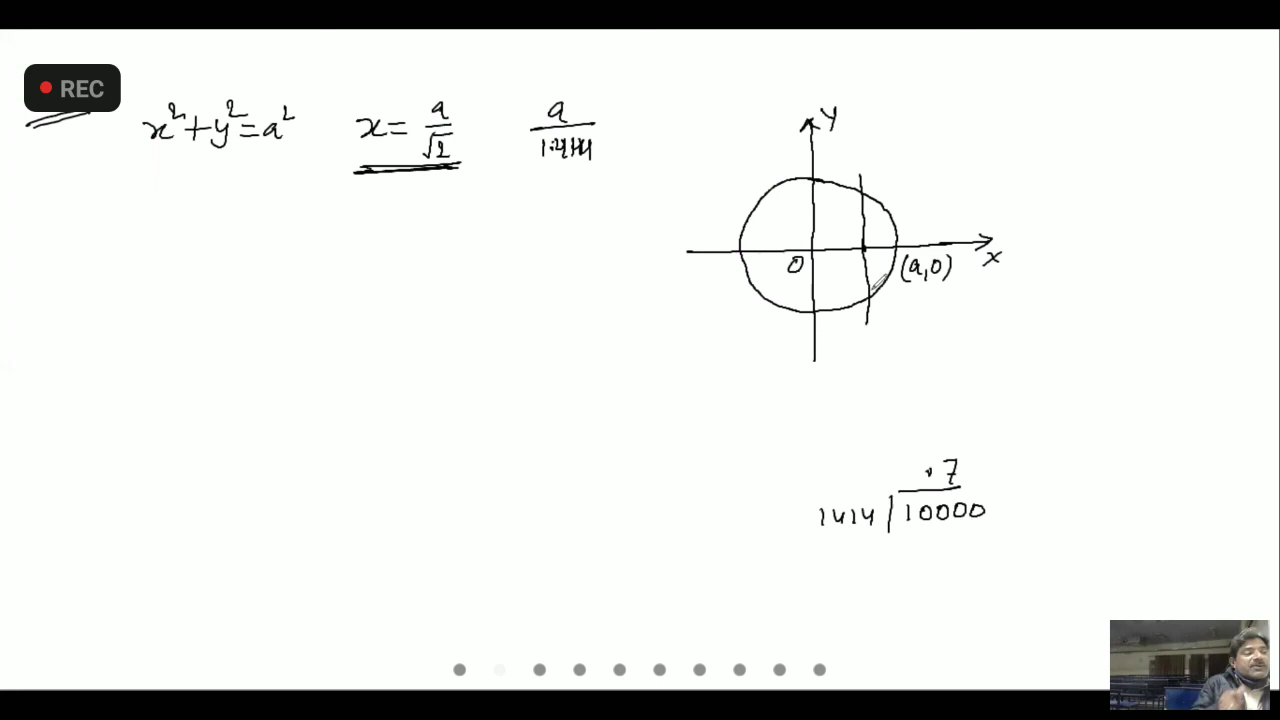 REC
x²+y²=a² x=a/√2 a/1.414
Y
O (a,0) X
.7
1414 | 10000